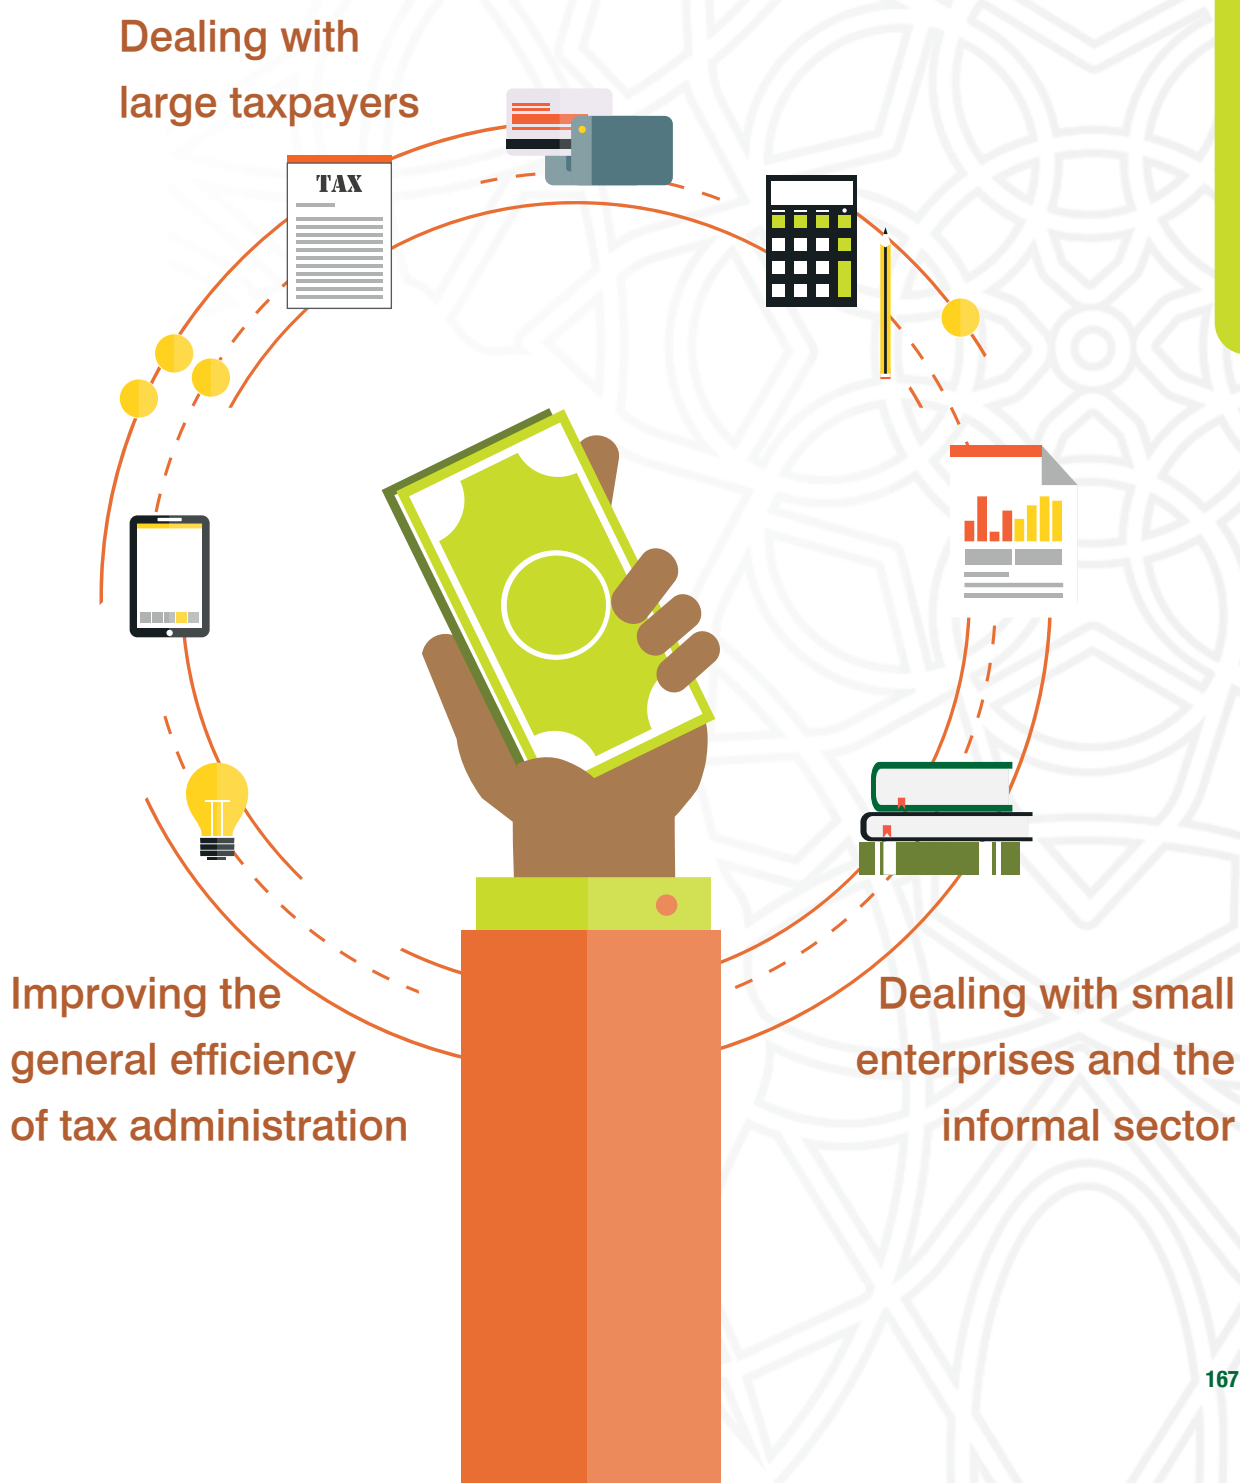 Dealing with
large taxpayers
TAX
Improving the
general efficiency
of tax administration
Dealing with small
enterprises and the
informal sector
167